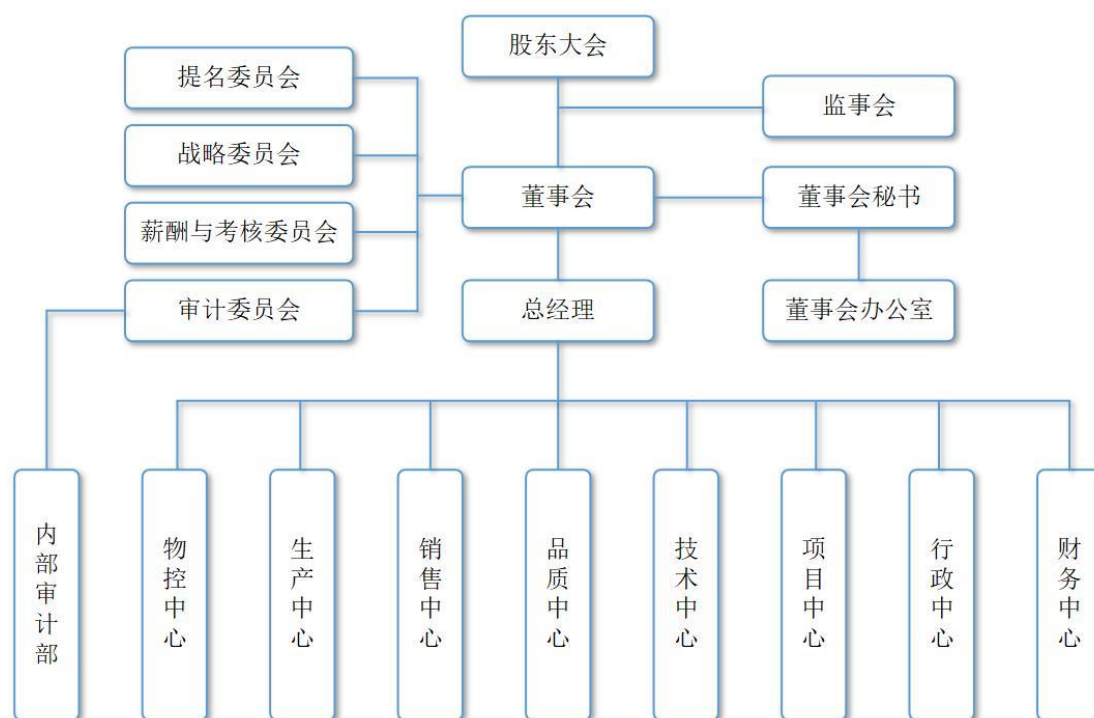 股东大会
提名委员会
监事会
战略委员会
董事会
董事会秘书
薪酬与考核委员会
审计委员会
总经理
董事会办公室
内部审计部
物控中心
生产中心
销售中心
品质中心
技术中心
项目中心
行政中心
财务中心